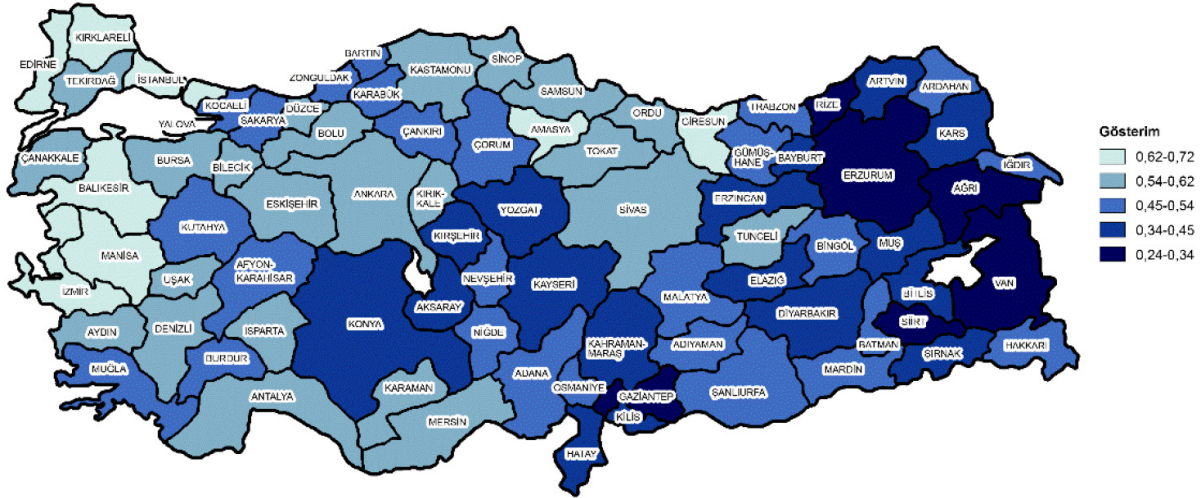 KIRKLARELİ
EDİRNE
TEKİRDAĞ
İSTANBUL
KOCAELİ
YALOVA
SAKARYA
DÜZCE
ZONGULDAK
BARTIN
KARABÜK
KASTAMONU
SİNOP
SAMSUN
ORDU
GİRESUN
TRABZON
RİZE
ARTVİN
ARDAHAN
KARS
IĞDIR
AĞRI
ERZURUM
BAYBURT
GÜMÜŞ-
HANE
ERZİNCAN
TOKAT
AMASYA
ÇORUM
ÇANKIRI
BOLU
BİLECİK
BURSA
ÇANAKKALE
BALIKESİR
KÜTAHYA
ESKİŞEHİR
ANKARA
KIRIK-
KALE
YOZGAT
SİVAS
TUNCELİ
BİNGÖL
MUŞ
VAN
BİTLİS
SİİRT
BATMAN
DİYARBAKIR
ELAZIĞ
MALATYA
KAYSERİ
KIRŞEHİR
NEVŞEHİR
AKSARAY
KONYA
AFYON-
KARAHİSAR
UŞAK
MANİSA
İZMİR
AYDIN
DENİZLİ
ISPARTA
BURDUR
MUĞLA
ANTALYA
KARAMAN
MERSİN
NİĞDE
ADANA
OSMANİYE
KAHRAMAN-
MARAŞ
ADIYAMAN
GAZİANTEP
KİLİS
HATAY
ŞANLIURFA
MARDİN
ŞIRNAK
HAKKARİ
Gösterim
0,62-0,72
0,54-0,62
0,45-0,54
0,34-0,45
0,24-0,34